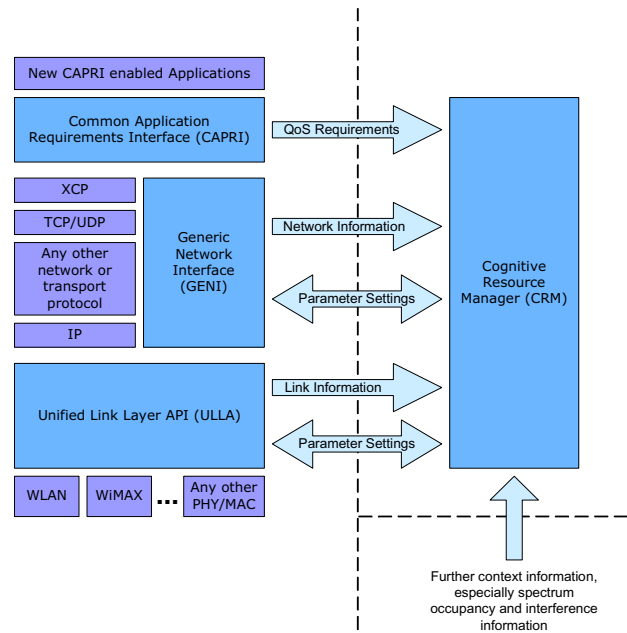 New CAPRI enabled Applications
Common Application
Requirements Interface (CAPRI)
QoS Requirements
XCP
TCP/UDP
Any other
network or
transport
protocol
IP
Generic
Network
Interface
(GENI)
Network Information
Parameter Settings
Cognitive
Resource
Manager (CRM)
Unified Link Layer API (ULLA)
Link Information
Parameter Settings
WLAN
WiMAX
...
Any other
PHY/MAC
Further context information,
especially spectrum
occupancy and interference
information